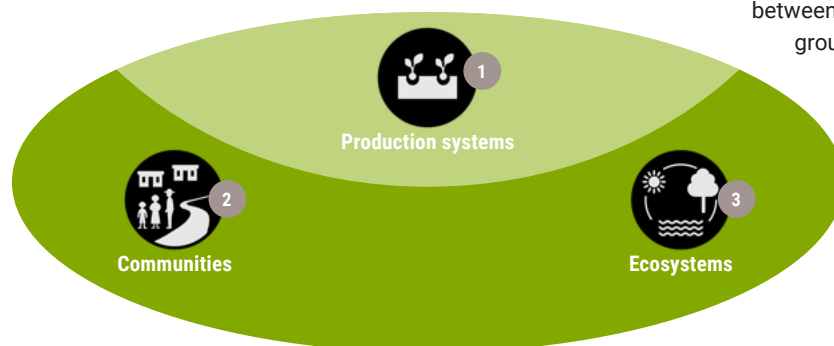 between
grou
1
Production systems
2
3
Communities
Ecosystems